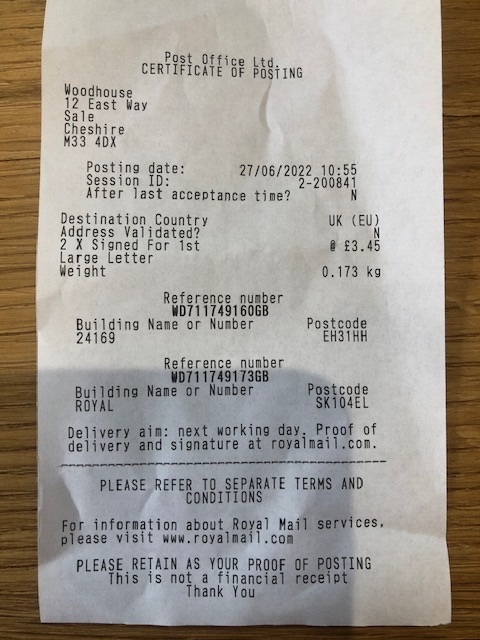 Post Office Ltd.
CERTIFICATE OF POSTING
Woodhouse
12 East Way
Sale
Cheshire
M33 4DX
Posting date: 27/06/2022 10:55
Session ID: 2-200841
After last acceptance time? N
Destination Country UK (EU)
Address Validated? N
2 X Signed For 1st @ £3.45
Large Letter
Weight 0.173 kg
Reference number
WD711749160GB
Building Name or Number Postcode
24169 EH31HH
Reference number
WD711749173GB
Building Name or Number Postcode
ROYAL SK104EL
Delivery aim: next working day. Proof of
delivery and signature at royalmail.com.
PLEASE REFER TO SEPARATE TERMS AND
CONDITIONS
For information about Royal Mail services,
please visit www.royalmail.com
PLEASE RETAIN AS YOUR PROOF OF POSTING
This is not a financial receipt
Thank You